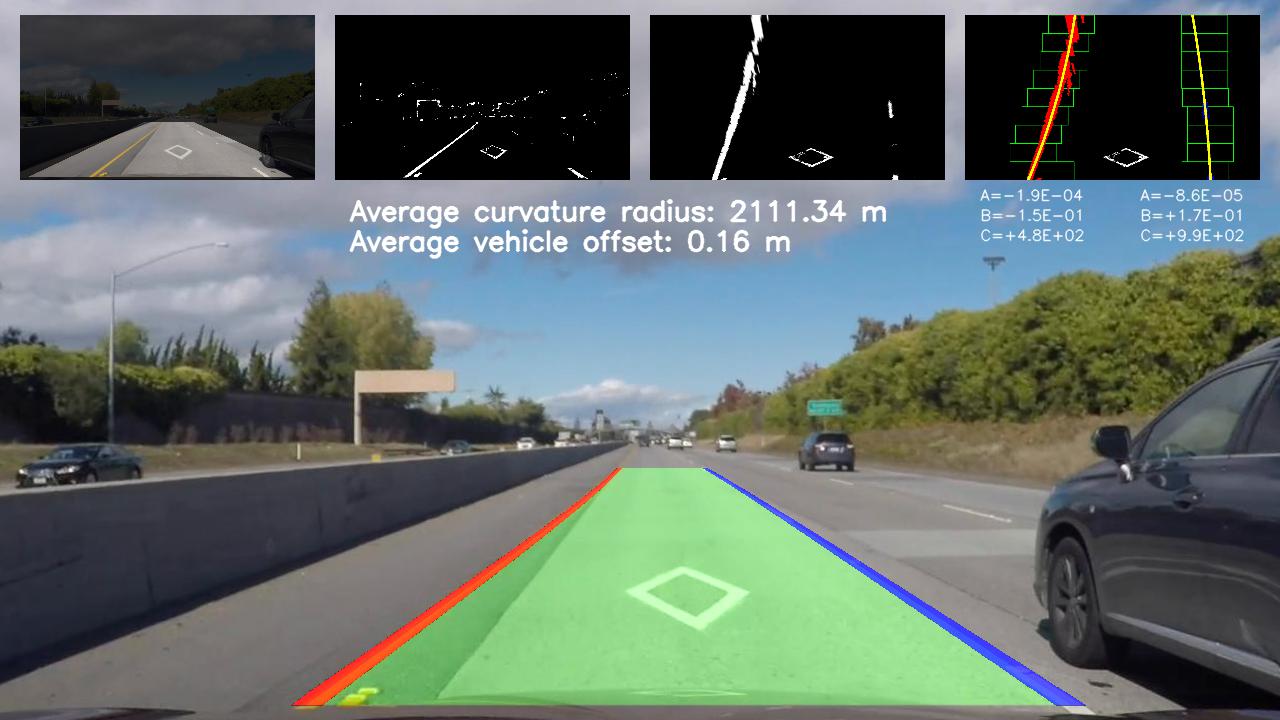 Average curvature radius: 2111.34 m
Average vehicle offset: 0.16 m
A=-1.9E-04
B=-1.5E-01
C=+4.8E+02
A=-8.6E-05
B=+1.7E-01
C=+9.9E+02